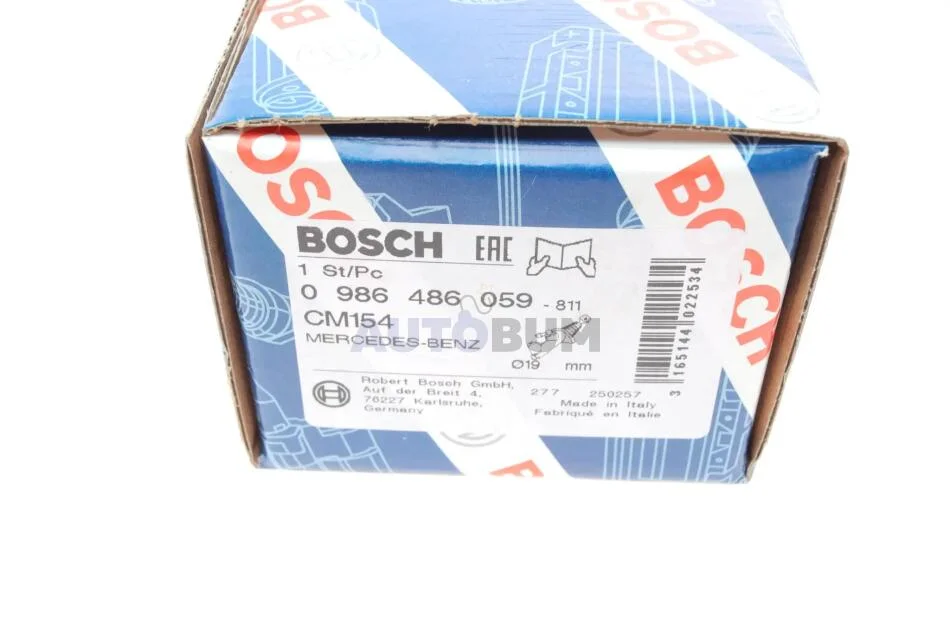 BOSCH
BOSCH
BOSCH
BOSCH
BOSCH EAC
1 St/Pc
0 986 486 059 - 811
CM154
AUTOBUM
MERCEDES-BENZ
Ø19 mm
Robert Bosch GmbH,
Auf der Breit 4,
76227 Karlsruhe,
Germany
277 250257
Made in Italy
Fabriqué en Italie
3 165144 022534